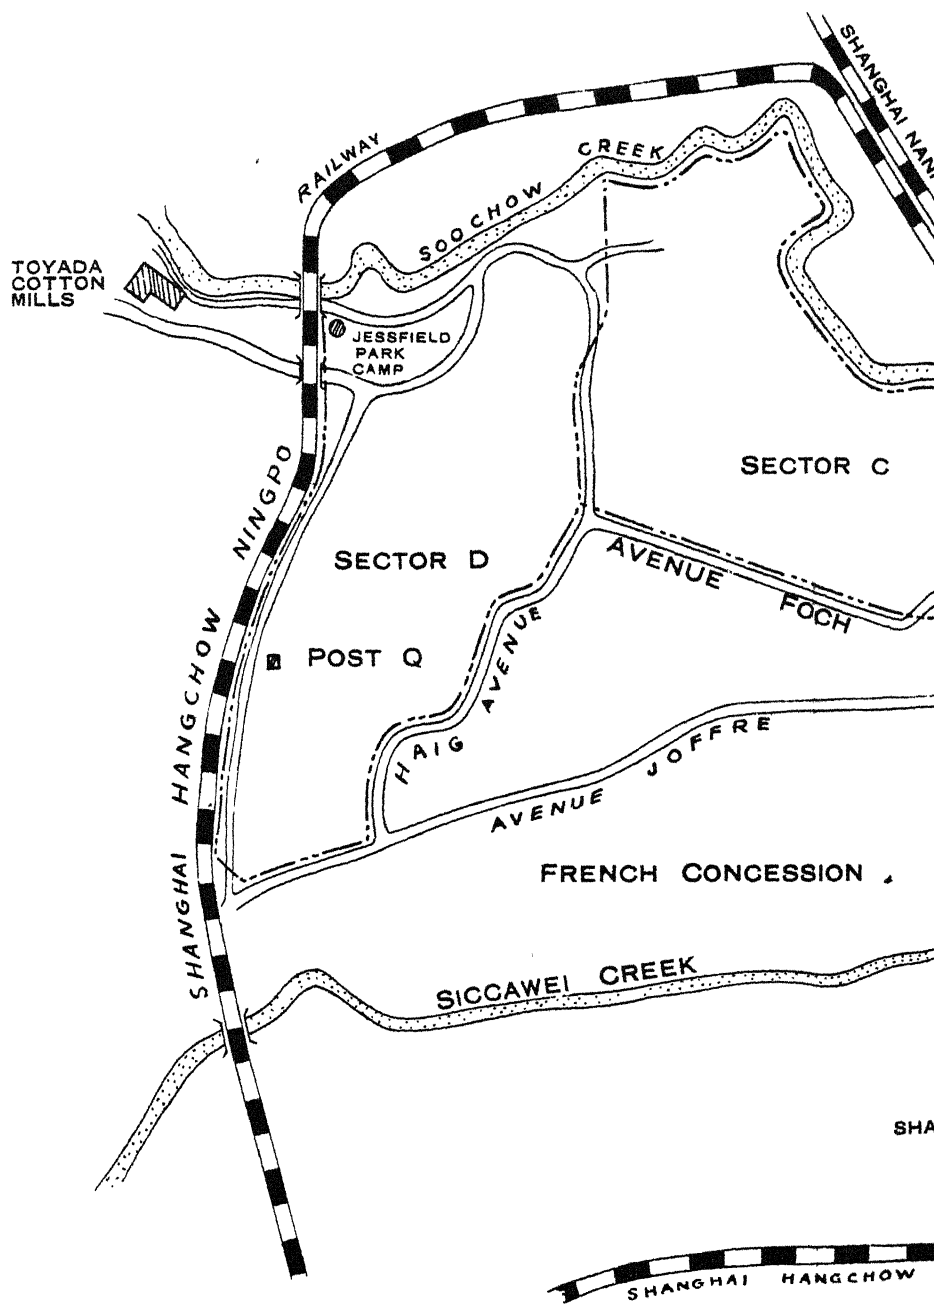 SHANGHAI NAN
RAILWAY
SOOCHOW CREEK
TOYADA
COTTON
MILLS
JESSFIELD
PARK
CAMP
SECTOR C
SHANGHAI HANGCHOW NINGPO
SECTOR D
AVENUE FOCH
POST Q
HAIG AVENUE
AVENUE JOFFRE
FRENCH CONCESSION
SICCAWEI CREEK
SHA
SHANGHAI HANGCHOW